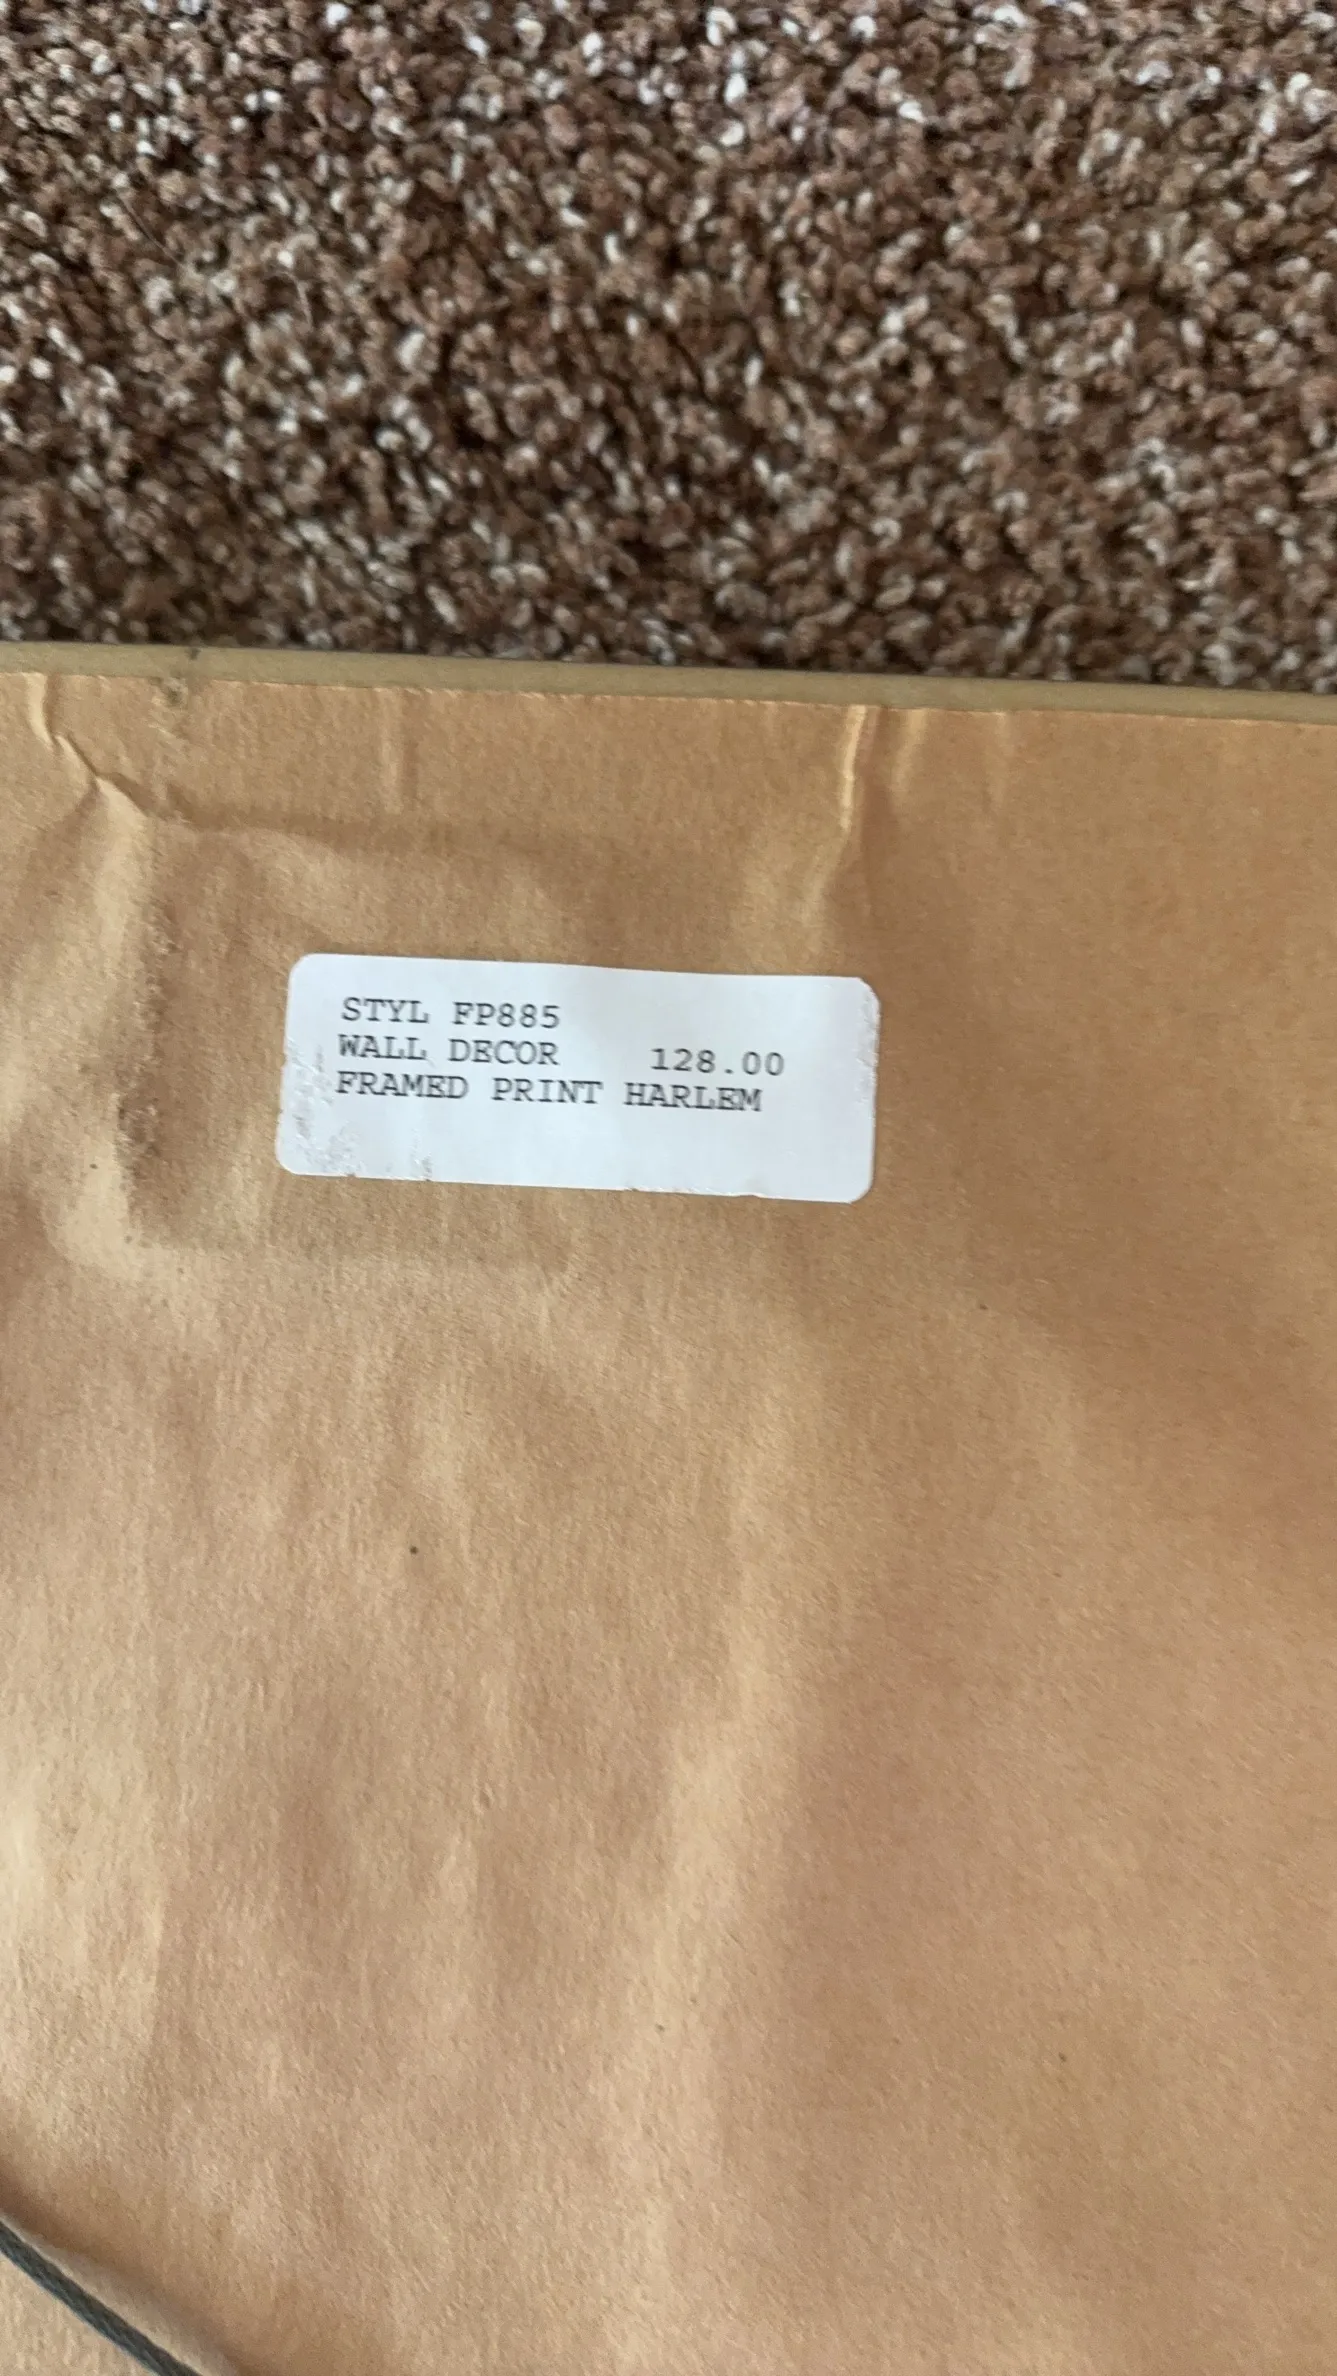 STYL FP885
WALL DECOR 128.00
FRAMED PRINT HARLEM